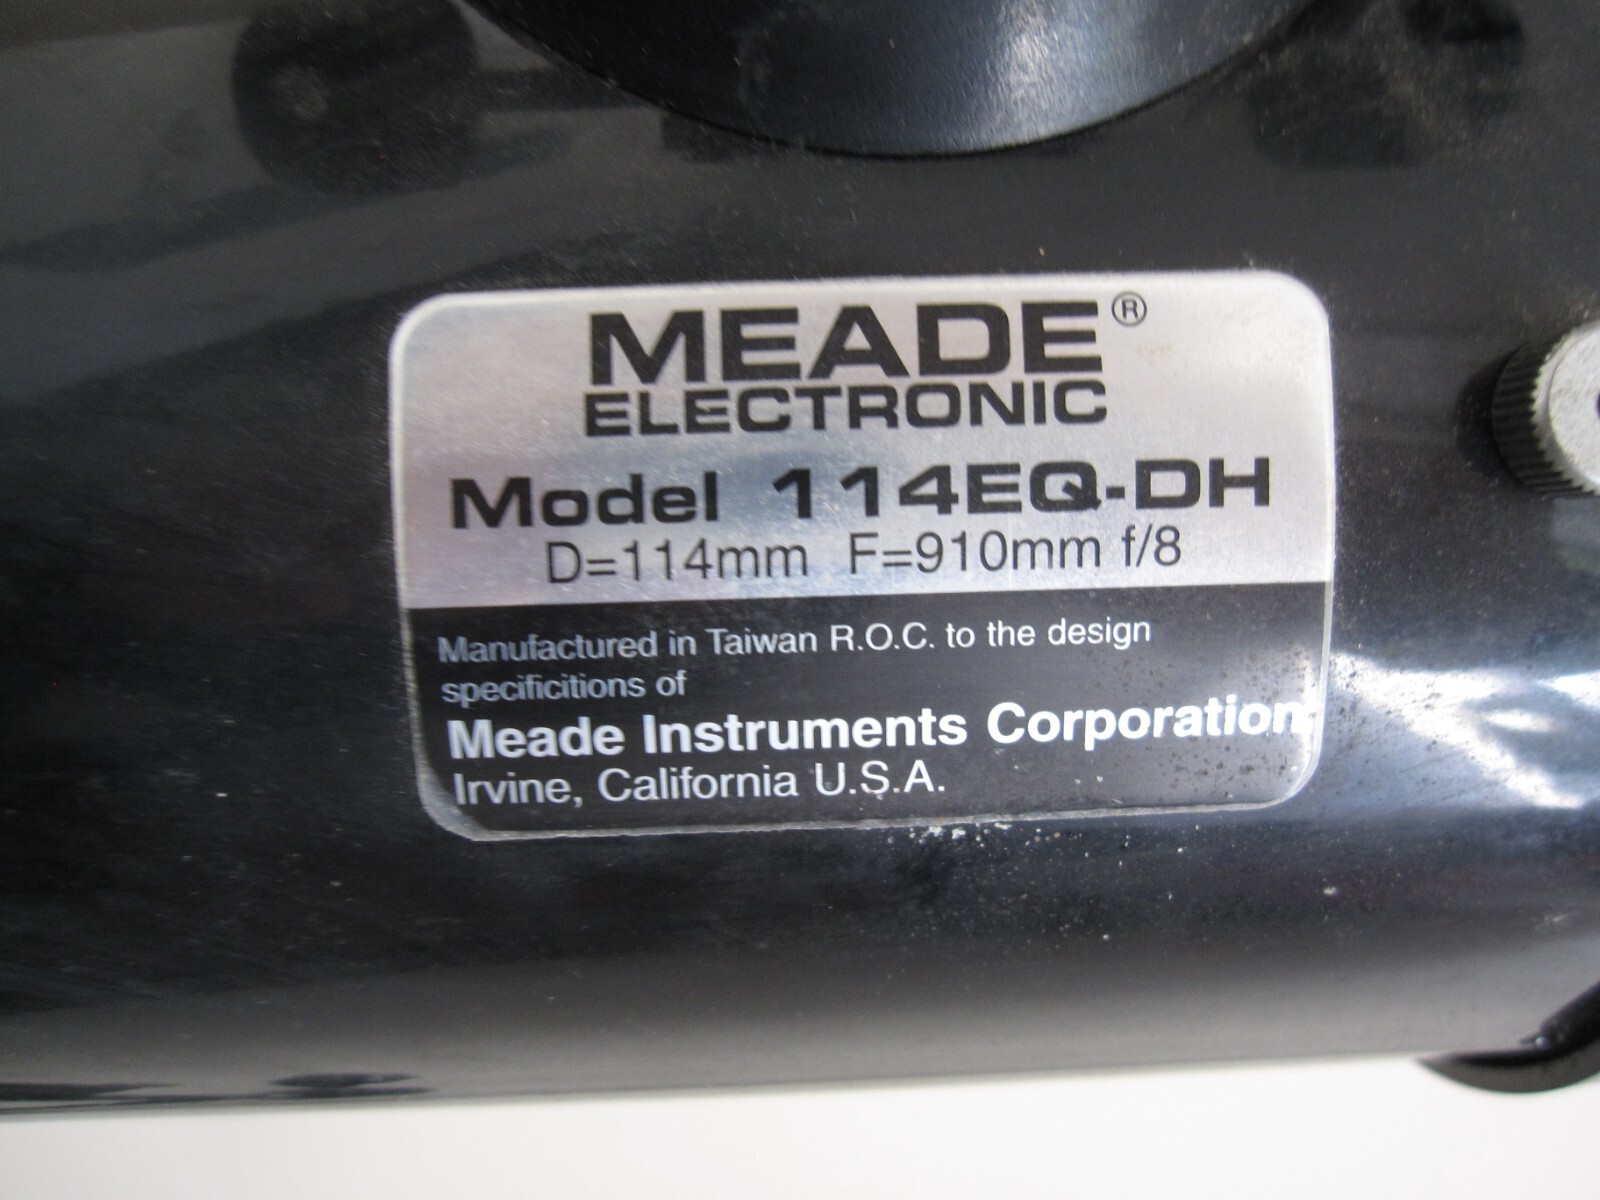 MEADE®
ELECTRONIC
Model 114EQ-DH
D=114mm F=910mm f/8
Manufactured in Taiwan R.O.C. to the design
specificitions of
Meade Instruments Corporation
Irvine, California U.S.A.